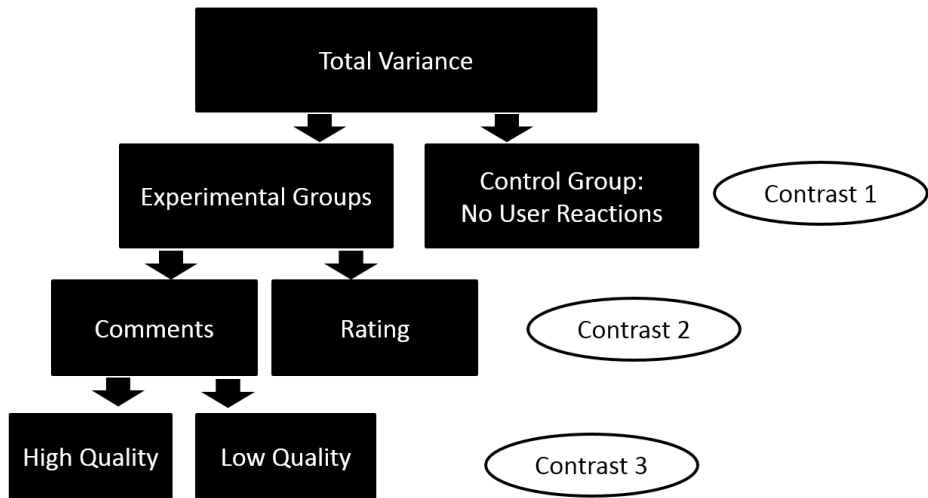 Total Variance
Experimental Groups
Control Group:
No User Reactions
Contrast 1
Comments
Rating
Contrast 2
High Quality
Low Quality
Contrast 3